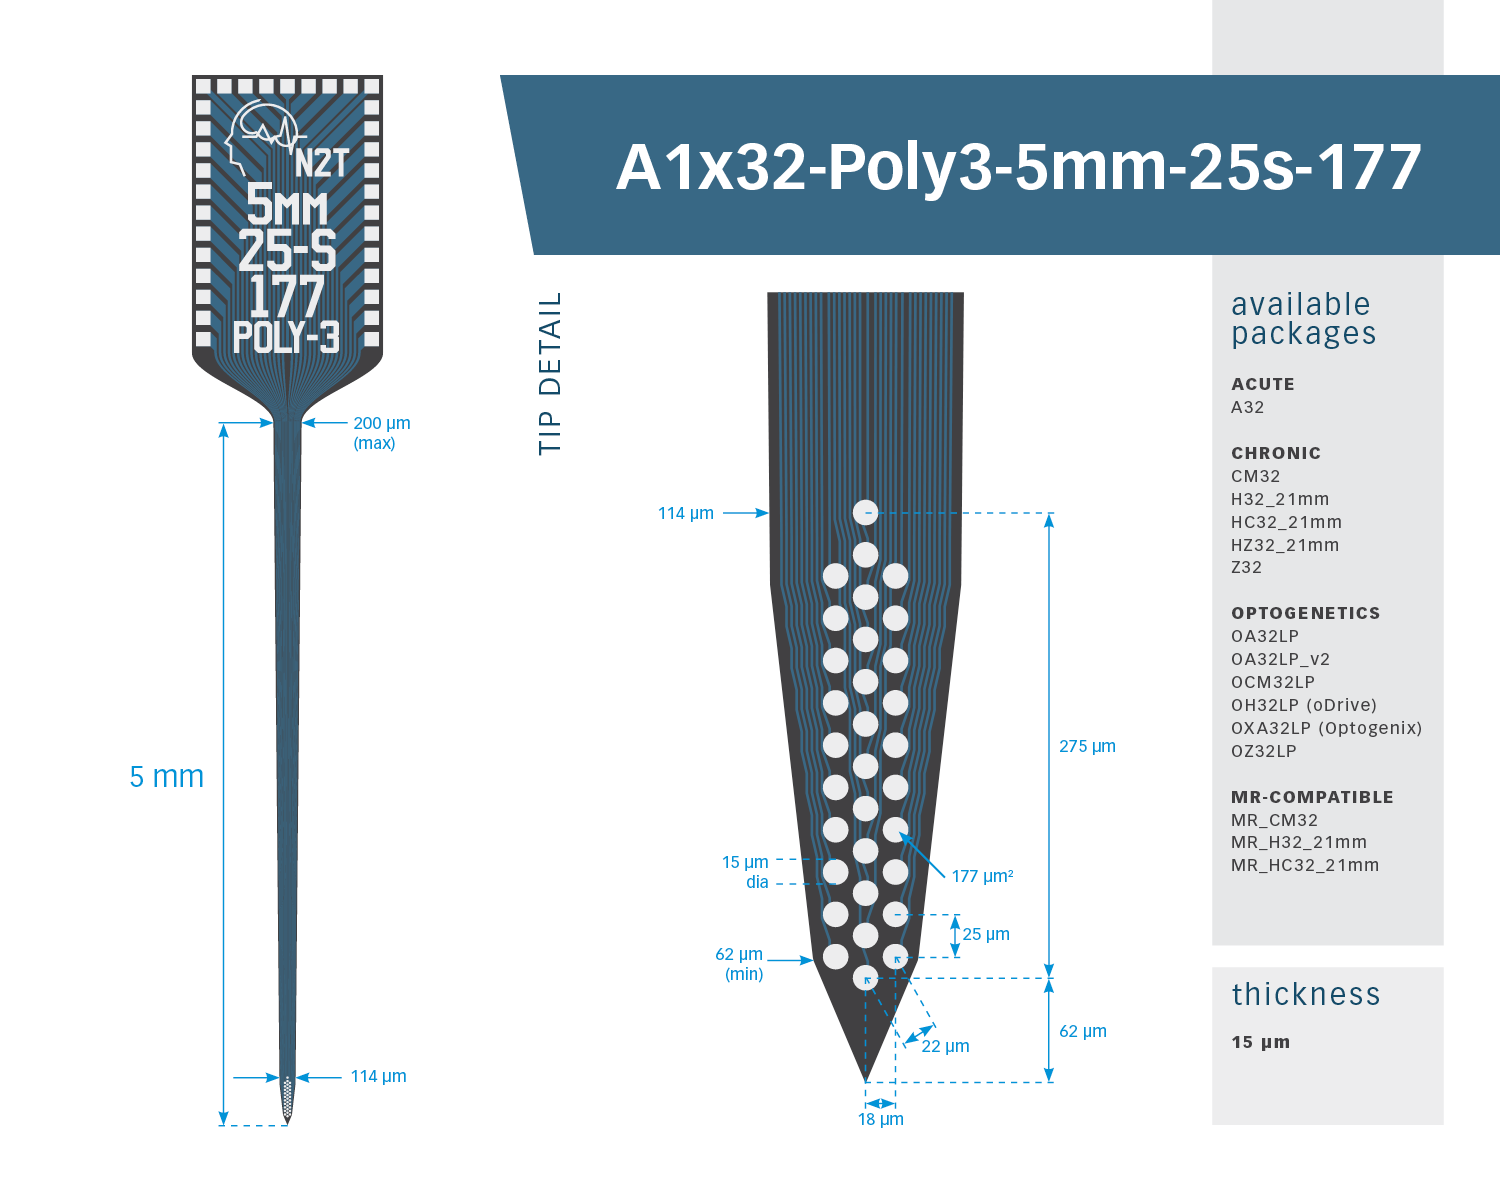 A1x32-Poly3-5mm-25s-177
N2T
5MM
25-S
177
POLY-3
200 µm
(max)
5 mm
114 µm
TIP DETAIL
114 µm
275 µm
15 µm
dia
177 µm²
25 µm
62 µm
(min)
22 µm
62 µm
18 µm
available
packages
ACUTE
A32
CHRONIC
CM32
H32_21mm
HC32_21mm
HZ32_21mm
Z32
OPTOGENETICS
OA32LP
OA32LP_v2
OCM32LP
OH32LP (oDrive)
OXA32LP (Optogenix)
OZ32LP
MR-COMPATIBLE
MR_CM32
MR_H32_21mm
MR_HC32_21mm
thickness
15 µm